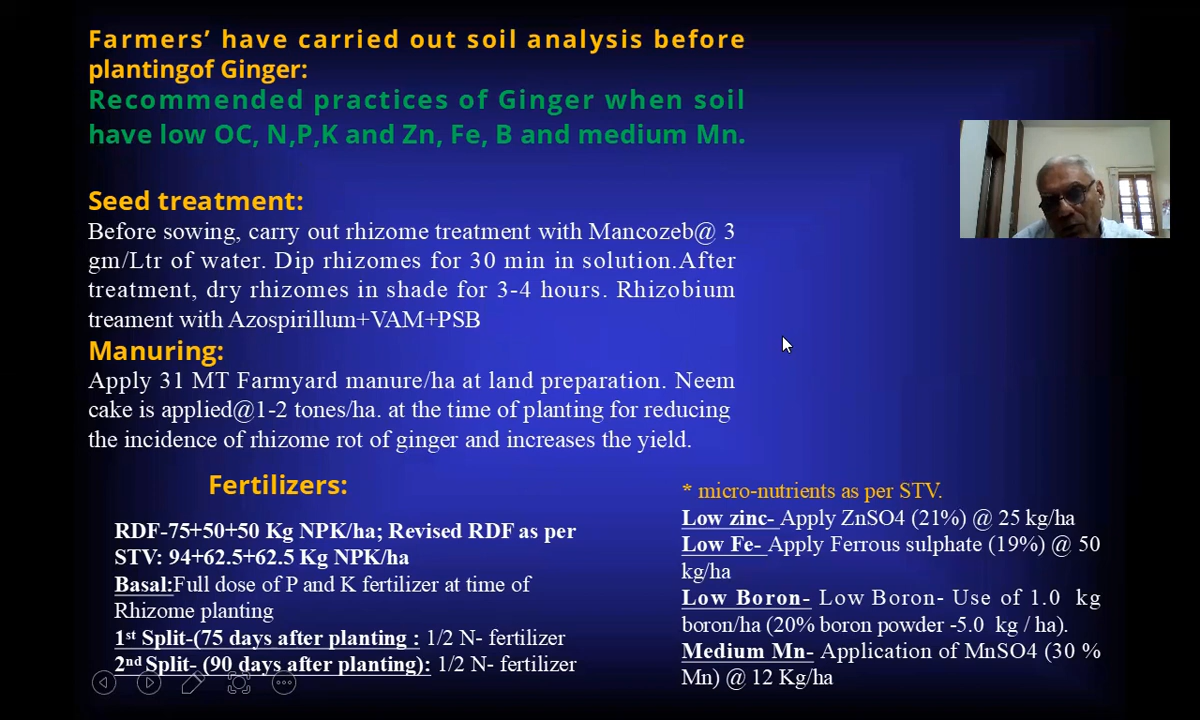 Farmers’ have carried out soil analysis before
plantingof Ginger:
Recommended practices of Ginger when soil
have low OC, N,P,K and Zn, Fe, B and medium Mn.
Seed treatment:
Before sowing, carry out rhizome treatment with Mancozeb@ 3
gm/Ltr of water. Dip rhizomes for 30 min in solution.After
treatment, dry rhizomes in shade for 3-4 hours. Rhizobium
treament with Azospirillum+VAM+PSB
Manuring:
Apply 31 MT Farmyard manure/ha at land preparation. Neem
cake is applied@1-2 tones/ha. at the time of planting for reducing
the incidence of rhizome rot of ginger and increases the yield.
Fertilizers:
RDF-75+50+50 Kg NPK/ha; Revised RDF as per
STV: 94+62.5+62.5 Kg NPK/ha
Basal:Full dose of P and K fertilizer at time of
Rhizome planting
1st Split-(75 days after planting : 1/2 N- fertilizer
2nd Split- (90 days after planting): 1/2 N- fertilizer
* micro-nutrients as per STV.
Low zinc- Apply ZnSO4 (21%) @ 25 kg/ha
Low Fe- Apply Ferrous sulphate (19%) @ 50
kg/ha
Low Boron- Low Boron- Use of 1.0 kg
boron/ha (20% boron powder -5.0 kg / ha).
Medium Mn- Application of MnSO4 (30 %
Mn) @ 12 Kg/ha